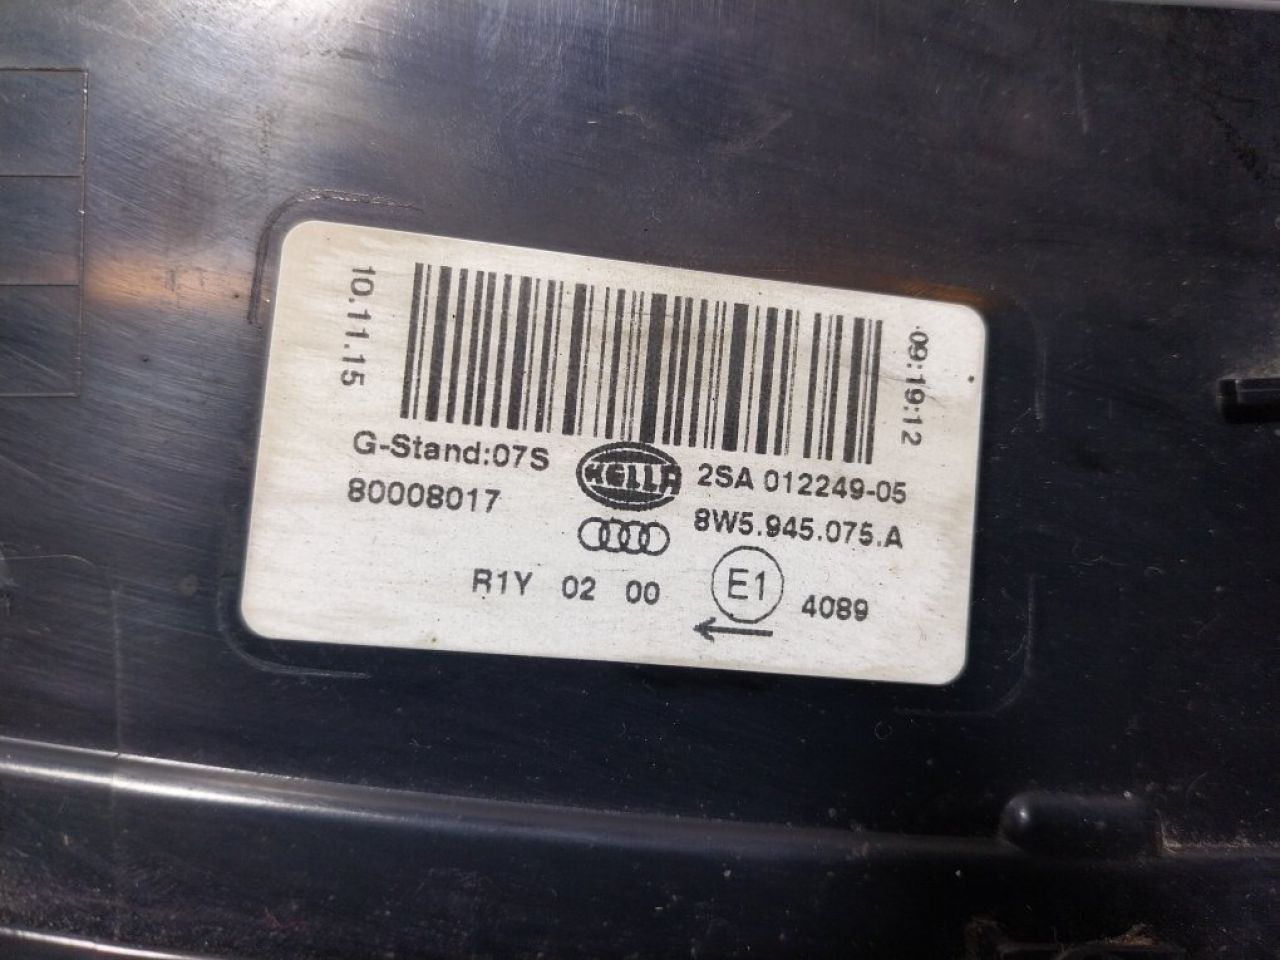 10.11.15
09:19:12
G-Stand:07S
HELLA
2SA 012249-05
80008017
8W5.945.075.A
R1Y 02 00
E1
4089